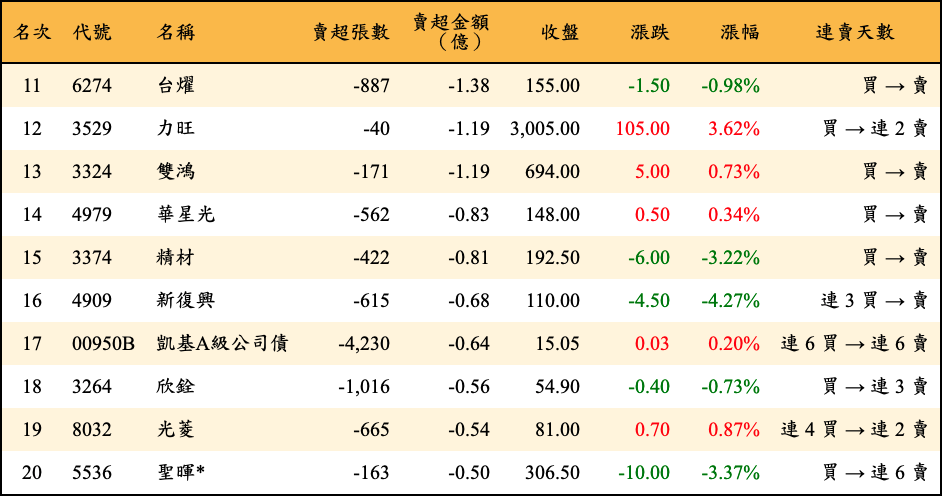 名次 代號 名稱 賣超張數 賣超金額（億） 收盤 漲跌 漲幅 連賣天數
11 6274 台燿 -887 -1.38 155.00 -1.50 -0.98% 買 → 賣
12 3529 力旺 -40 -1.19 3,005.00 105.00 3.62% 買 → 連 2 賣
13 3324 雙鴻 -171 -1.19 694.00 5.00 0.73% 買 → 賣
14 4979 華星光 -562 -0.83 148.00 0.50 0.34% 買 → 賣
15 3374 精材 -422 -0.81 192.50 -6.00 -3.22% 買 → 賣
16 4909 新復興 -615 -0.68 110.00 -4.50 -4.27% 連 3 買 → 賣
17 00950B 凱基A級公司債 -4,230 -0.64 15.05 0.03 0.20% 連 6 買 → 連 6 賣
18 3264 欣銓 -1,016 -0.56 54.90 -0.40 -0.73% 買 → 連 3 賣
19 8032 光菱 -665 -0.54 81.00 0.70 0.87% 連 4 買 → 連 2 賣
20 5536 聖暉* -163 -0.50 306.50 -10.00 -3.37% 買 → 連 6 賣